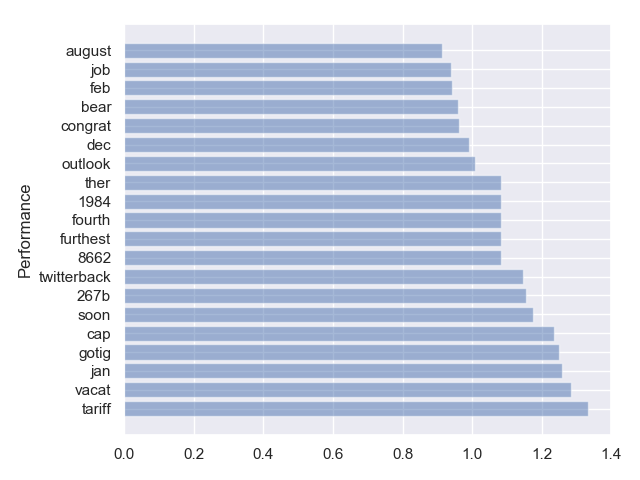 august
job
feb
bear
congrat
dec
outlook
ther
1984
fourth
furthest
8662
twitterback
267b
soon
cap
gotig
jan
vacat
tariff
Performance
0.0 0.2 0.4 0.6 0.8 1.0 1.2 1.4